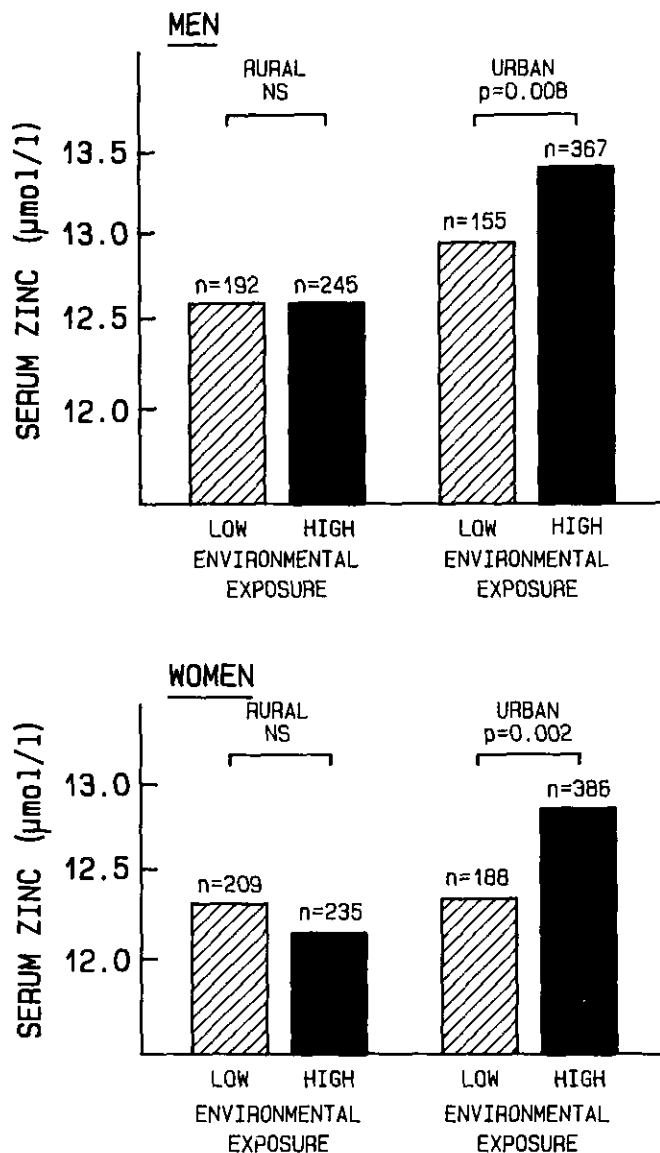 MEN
RURAL
NS
URBAN
p=0.008
SERUM ZINC (µmol/l)
13.5
13.0
12.5
12.0
n=192
n=245
n=155
n=367
LOW
HIGH
LOW
HIGH
ENVIRONMENTAL
EXPOSURE
ENVIRONMENTAL
EXPOSURE
WOMEN
RURAL
NS
URBAN
p=0.002
SERUM ZINC (µmol/l)
13.0
12.5
12.0
n=209
n=235
n=188
n=386
LOW
HIGH
LOW
HIGH
ENVIRONMENTAL
EXPOSURE
ENVIRONMENTAL
EXPOSURE